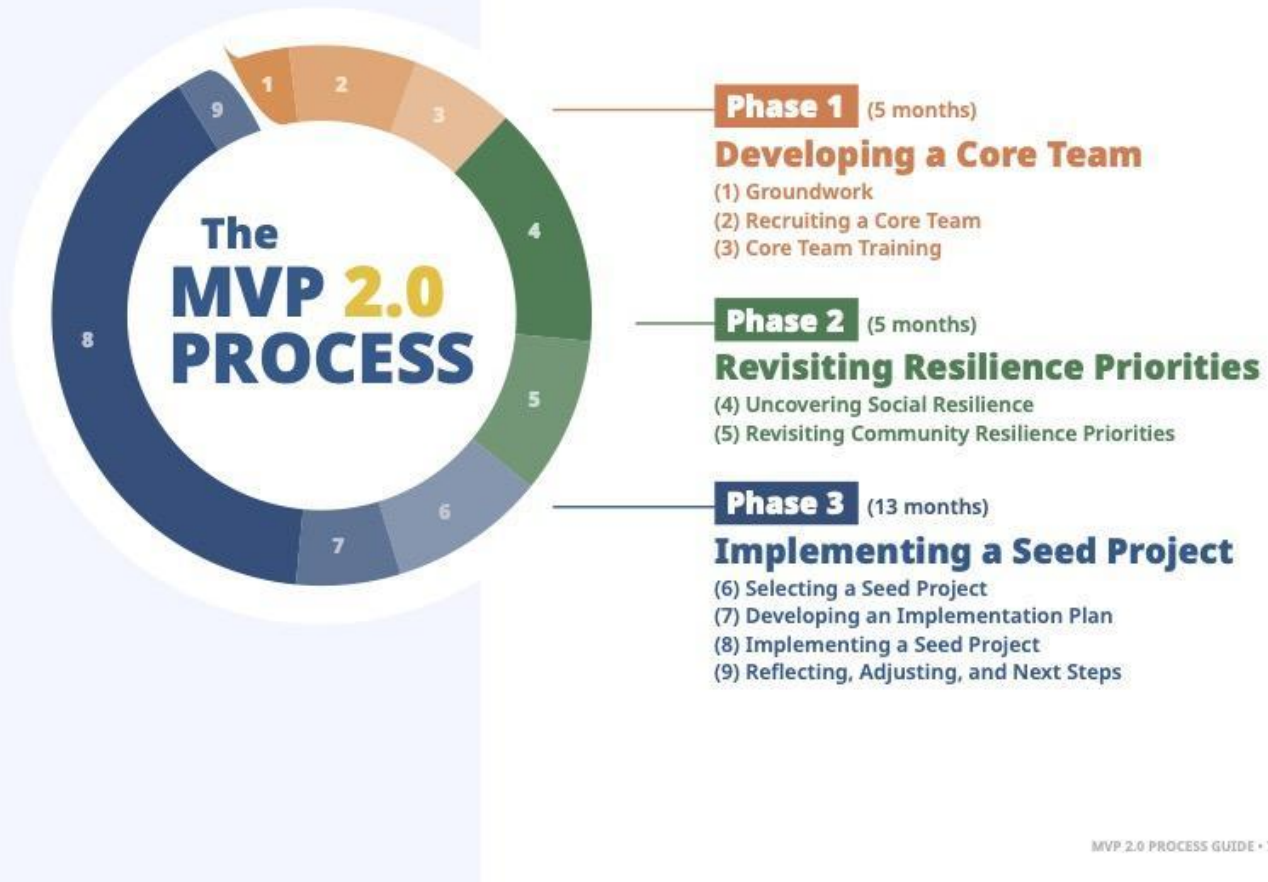 1
2
3
4
5
6
7
8
9
The
MVP 2.0
PROCESS
Phase 1 (5 months)
Developing a Core Team
(1) Groundwork
(2) Recruiting a Core Team
(3) Core Team Training
Phase 2 (5 months)
Revisiting Resilience Priorities
(4) Uncovering Social Resilience
(5) Revisiting Community Resilience Priorities
Phase 3 (13 months)
Implementing a Seed Project
(6) Selecting a Seed Project
(7) Developing an Implementation Plan
(8) Implementing a Seed Project
(9) Reflecting, Adjusting, and Next Steps
MVP 2.0 PROCESS GUIDE •